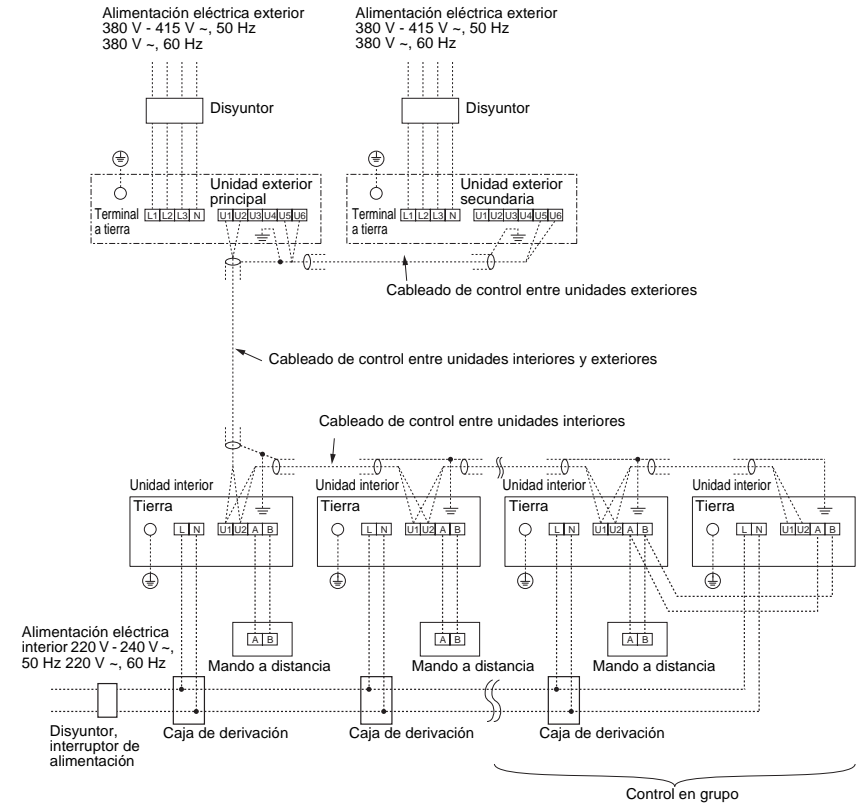 Alimentación eléctrica exterior
380 V - 415 V ~, 50 Hz
380 V ~, 60 Hz
Alimentación eléctrica exterior
380 V - 415 V ~, 50 Hz
380 V ~, 60 Hz
Disyuntor
Disyuntor
Unidad exterior
principal
Terminal
a tierra
L1 L2 L3 N
U1 U2 U3 U4 U5 U6
Unidad exterior
secundaria
Terminal
a tierra
L1 L2 L3 N
U1 U2 U3 U4 U5 U6
Cableado de control entre unidades exteriores
Cableado de control entre unidades interiores y exteriores
Cableado de control entre unidades interiores
Unidad interior
Tierra
L N
U1 U2 A B
Unidad interior
Tierra
L N
U1 U2 A B
Unidad interior
Tierra
L N
U1 U2 A B
Unidad interior
Tierra
L N
U1 U2 A B
A B
Mando a distancia
A B
Mando a distancia
A B
Mando a distancia
Alimentación eléctrica
interior 220 V - 240 V ~,
50 Hz 220 V ~, 60 Hz
Disyuntor,
interruptor de
alimentación
Caja de derivación
Caja de derivación
Caja de derivación
Control en grupo